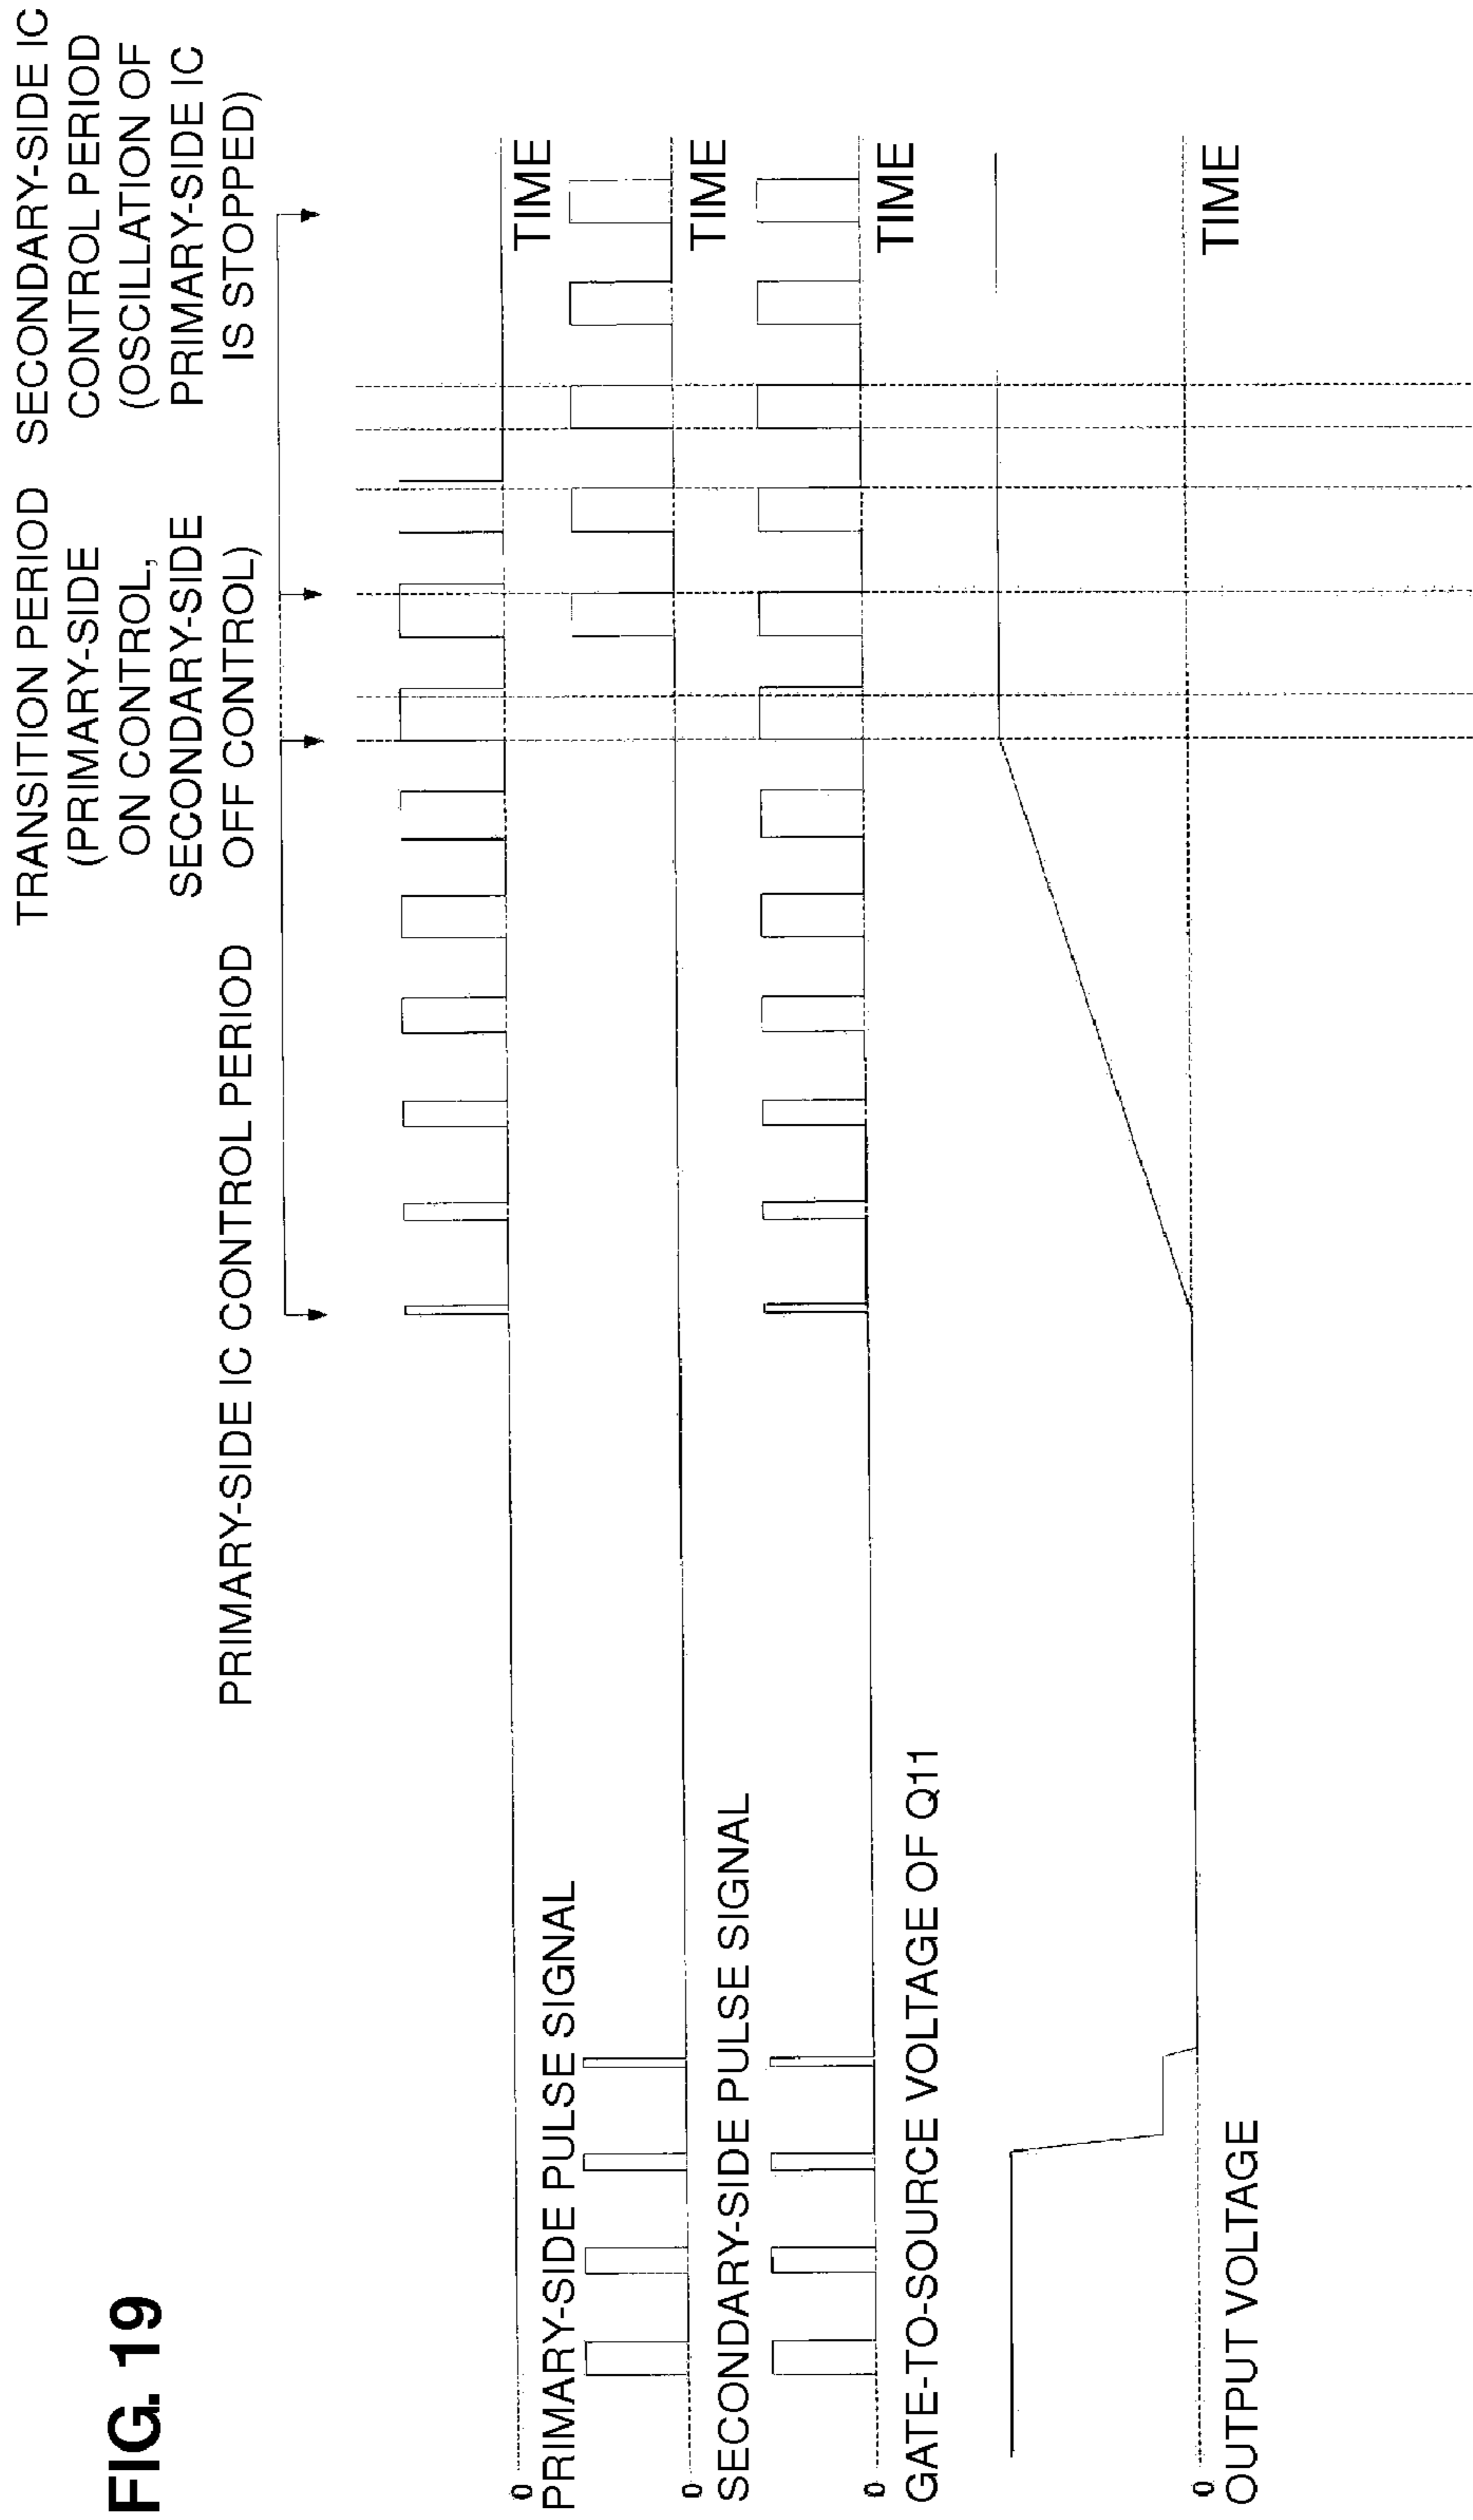 FIG. 19
TRANSITION PERIOD
(PRIMARY-SIDE
ON CONTROL,
SECONDARY-SIDE
OFF CONTROL)
SECONDARY-SIDE IC
CONTROL PERIOD
(OSCILLATION OF
PRIMARY-SIDE IC
IS STOPPED)
PRIMARY-SIDE IC CONTROL PERIOD
0
TIME
PRIMARY-SIDE PULSE SIGNAL
0
TIME
SECONDARY-SIDE PULSE SIGNAL
0
TIME
GATE-TO-SOURCE VOLTAGE OF Q11
0
TIME
OUTPUT VOLTAGE